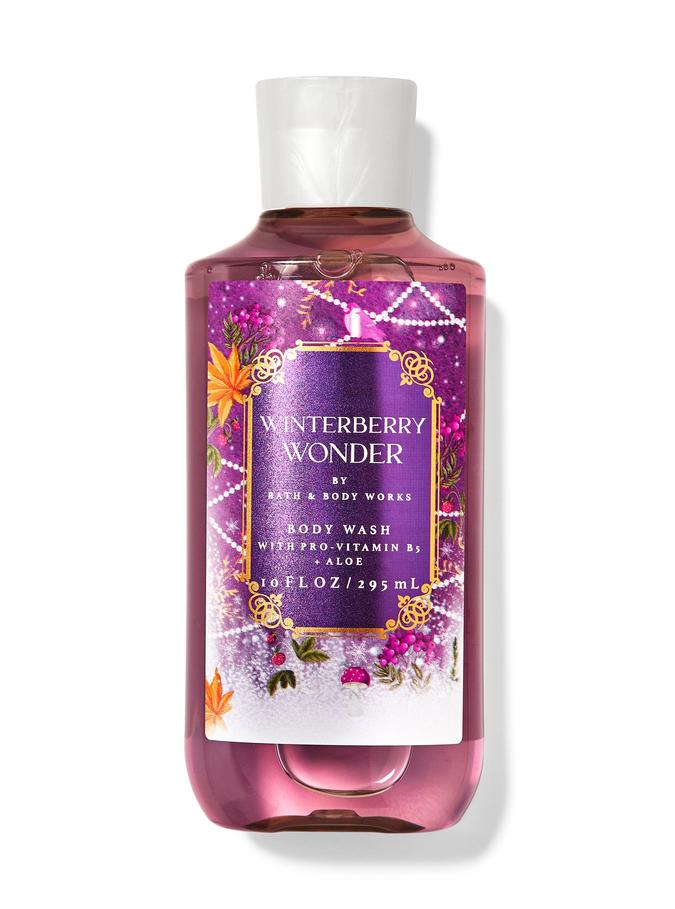 WINTERBERRY
WONDER
BY
BATH & BODY WORKS
BODY WASH
WITH PRO-VITAMIN B5
+ ALOE
10 FL OZ / 295 mL